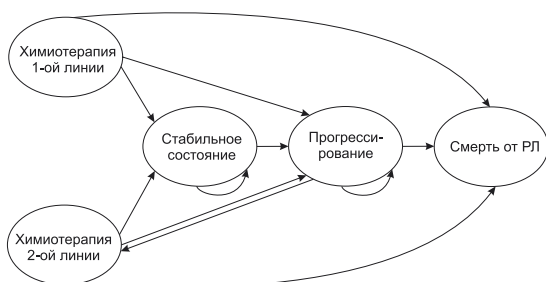 Химиотерапия
1-ой линии
Стабильное
состояние
Прогресси-
рование
Смерть от РЛ
Химиотерапия
2-ой линии